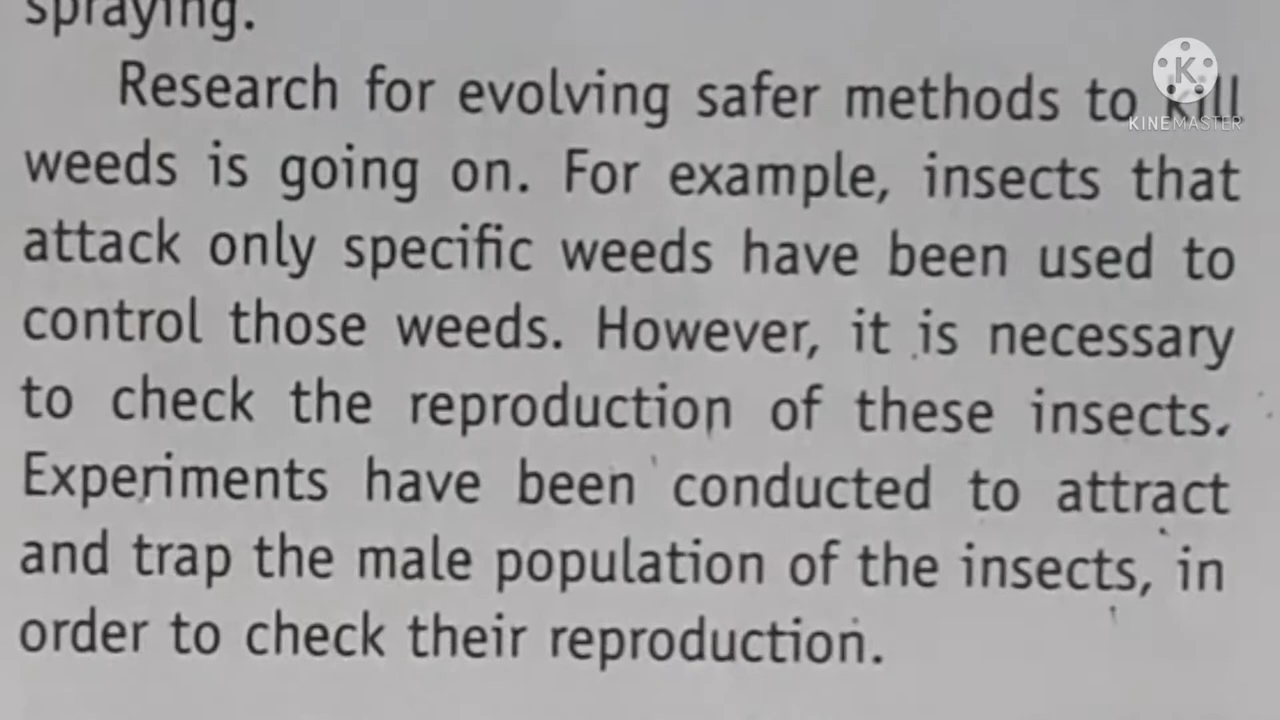 spraying.
Research for evolving safer methods to kill
weeds is going on. For example, insects that
attack only specific weeds have been used to
control those weeds. However, it is necessary
to check the reproduction of these insects.
Experiments have been conducted to attract
and trap the male population of the insects, in
order to check their reproduction.
K
KINEMASTER